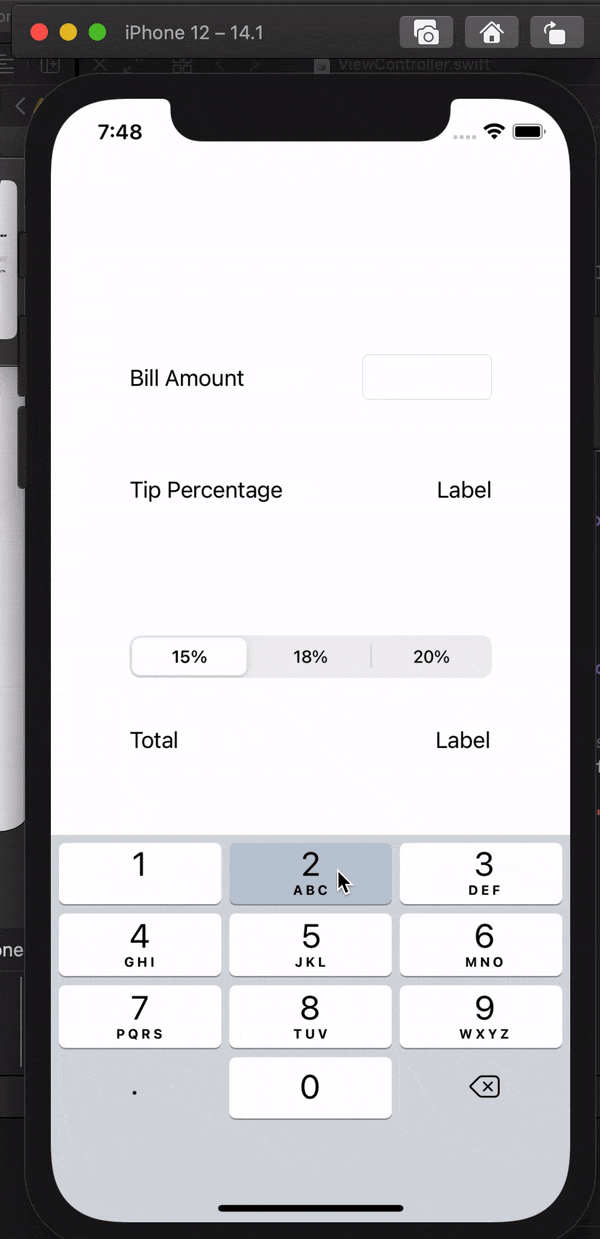 iPhone 12 – 14.1
ViewController.swift
7:48
Bill Amount
Tip Percentage Label
15% 18% 20%
Total Label
1 2 3
ABC DEF
4 5 6
GHI JKL MNO
7 8 9
PQRS TUV WXYZ
. 0